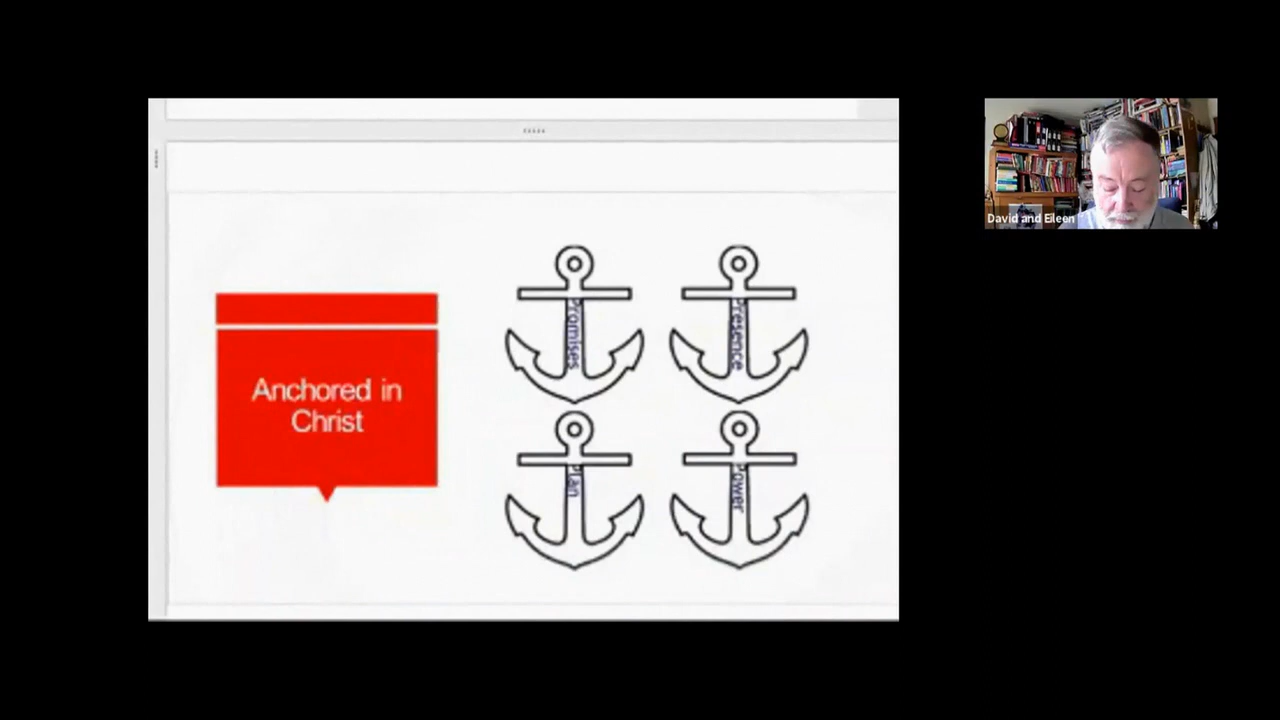 Anchored in
Christ
Promises
Presence
Plan
Power
David and Eileen